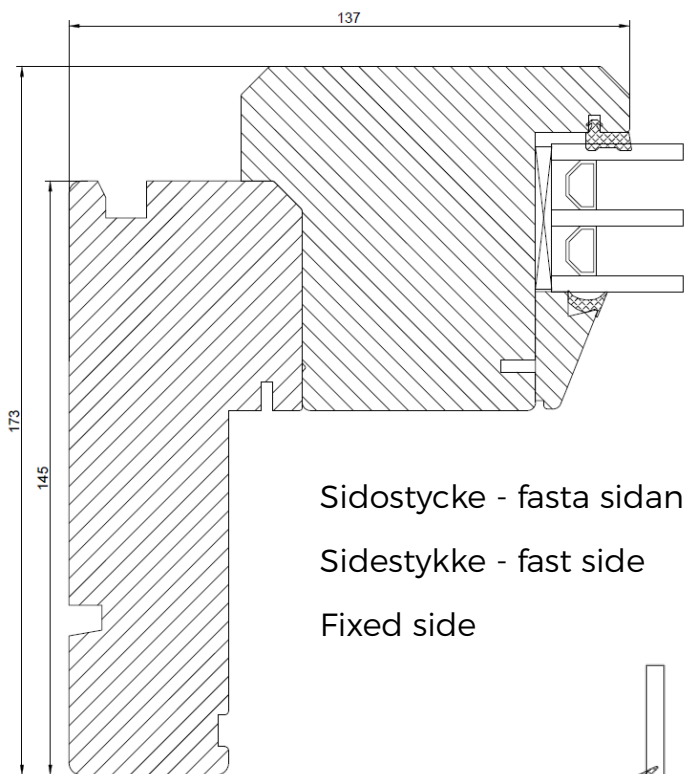 137
173
145
Sidostycke - fasta sidan
Sidestykke - fast side
Fixed side